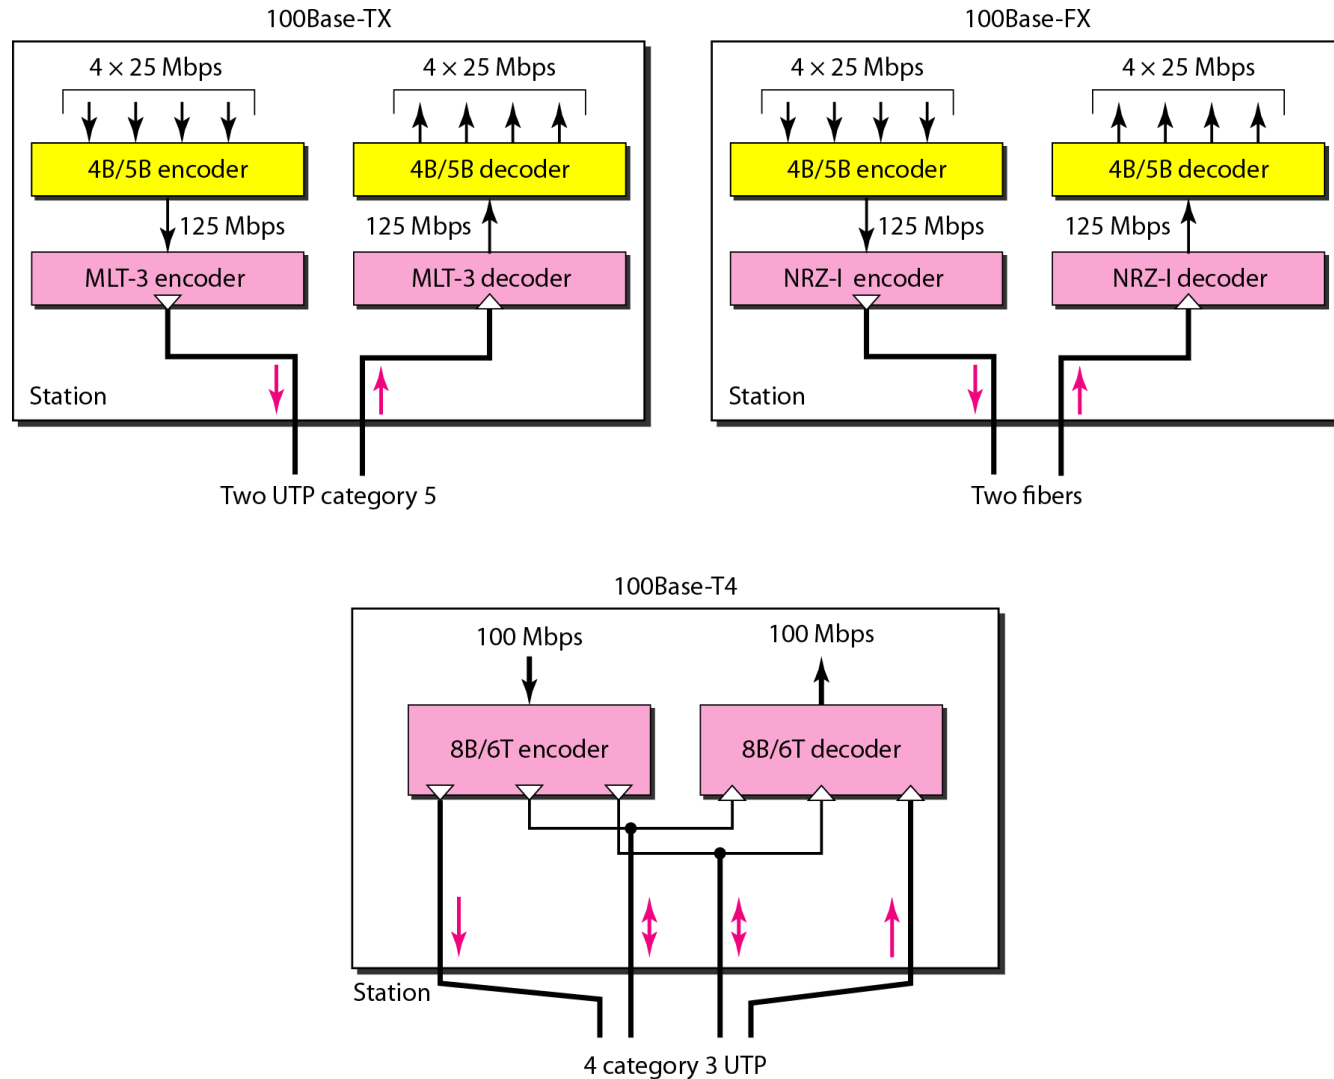 100Base-TX
4 × 25 Mbps
4 × 25 Mbps
4B/5B encoder
4B/5B decoder
125 Mbps
125 Mbps
MLT-3 encoder
MLT-3 decoder
Station
Two UTP category 5
100Base-FX
4 × 25 Mbps
4 × 25 Mbps
4B/5B encoder
4B/5B decoder
125 Mbps
125 Mbps
NRZ-I encoder
NRZ-I decoder
Station
Two fibers
100Base-T4
100 Mbps
100 Mbps
8B/6T encoder
8B/6T decoder
Station
4 category 3 UTP